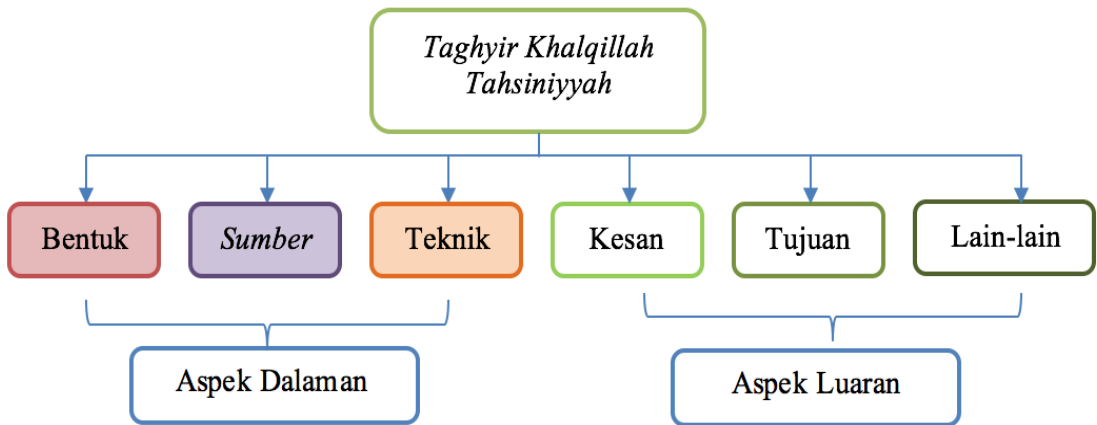 Taghyir Khalqillah
Tahsiniyyah
Bentuk
Sumber
Teknik
Kesan
Tujuan
Lain-lain
Aspek Dalaman
Aspek Luaran